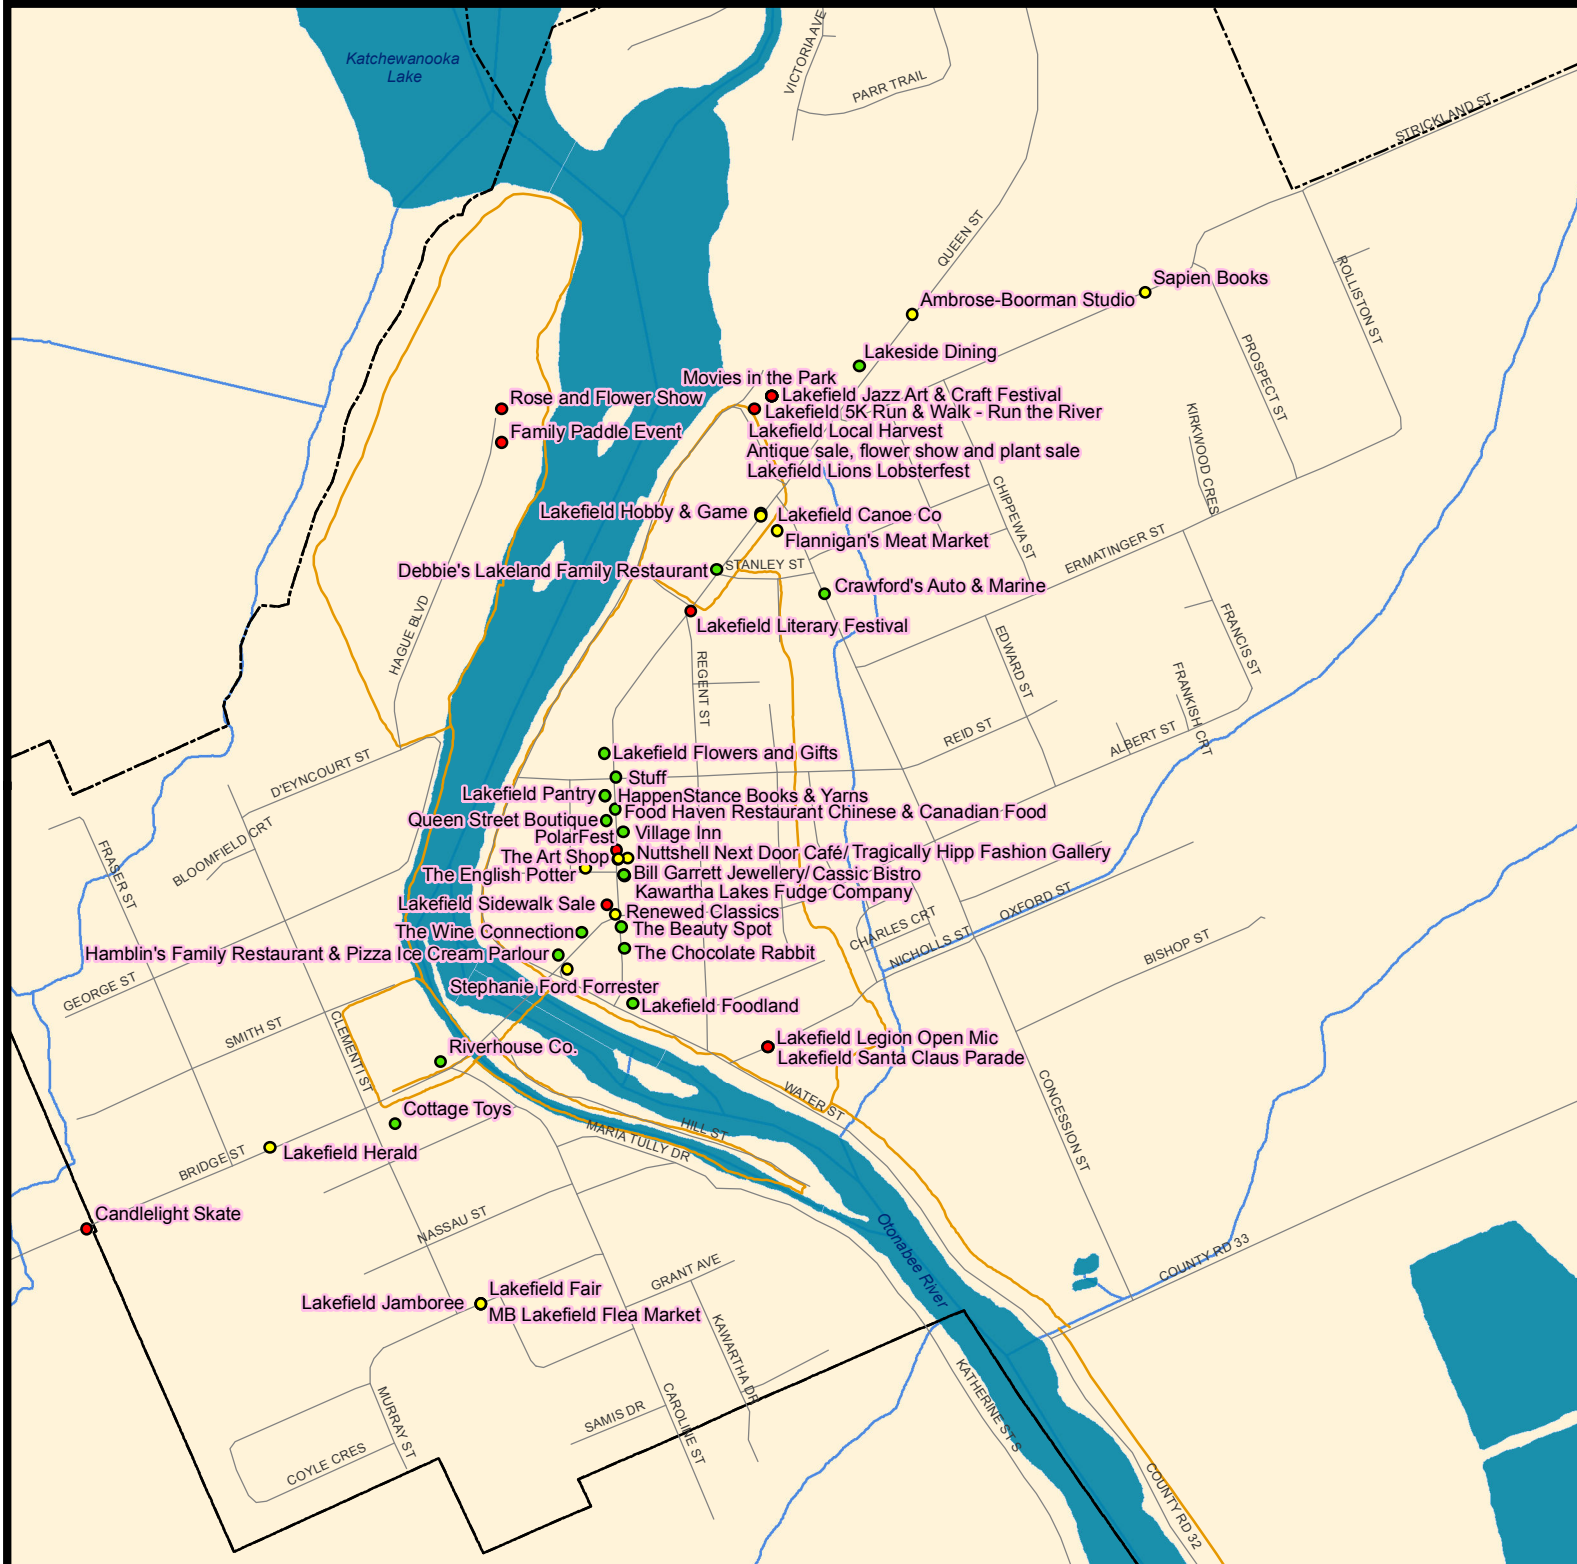 Katchewanooka
Lake
VICTORIA AVE
PARR TRAIL
STRICKLAND ST
QUEEN ST
ROLLISTON ST
Sapien Books
Ambrose-Boorman Studio
PROSPECT ST
Lakeside Dining
Movies in the Park
Lakefield Jazz Art & Craft Festival
Rose and Flower Show
Lakefield 5K Run & Walk - Run the River
KIRKWOOD CRES
Family Paddle Event
Lakefield Local Harvest
Antique sale, flower show and plant sale
Lakefield Lions Lobsterfest
CHIPPEWA ST
Lakefield Hobby & Game
Lakefield Canoe Co
Flannigan's Meat Market
ERMATINGER ST
Debbie's Lakeland Family Restaurant
STANLEY ST
Crawford's Auto & Marine
HAGUE BLVD
Lakefield Literary Festival
FRANCIS ST
EDWARD ST
REGENT ST
FRANKISH CRT
REID ST
ALBERT ST
Lakefield Flowers and Gifts
D'EYNCOURT ST
Stuff
Lakefield Pantry
HappenStance Books & Yarns
Food Haven Restaurant Chinese & Canadian Food
Queen Street Boutique
PolarFest
Village Inn
BLOOMFIELD CRT
FRASER ST
The Art Shop
Nuttshell Next Door Café/ Tragically Hipp Fashion Gallery
The English Potter
Bill Garrett Jewellery/ Cassic Bistro
Kawartha Lakes Fudge Company
Lakefield Sidewalk Sale
Renewed Classics
OXFORD ST
The Wine Connection
The Beauty Spot
CHARLES CRT
NICHOLLS ST
BISHOP ST
Hamblin's Family Restaurant & Pizza Ice Cream Parlour
The Chocolate Rabbit
GEORGE ST
Stephanie Ford Forrester
Lakefield Foodland
SMITH ST
CLEMENTI ST
Riverhouse Co.
Lakefield Legion Open Mic
Lakefield Santa Claus Parade
CONCESSION ST
WATER ST
Cottage Toys
HILL ST
MARIA TULLY DR
Lakefield Herald
BRIDGE ST
Candlelight Skate
NASSAU ST
Otonabee River
COUNTY RD 33
GRANT AVE
Lakefield Fair
Lakefield Jamboree
MB Lakefield Flea Market
KAWARTHA DR
KATHERINE ST S
MURRAY ST
CAROLINE ST
SAMIS DR
COYLE CRES
COUNTY RD 32